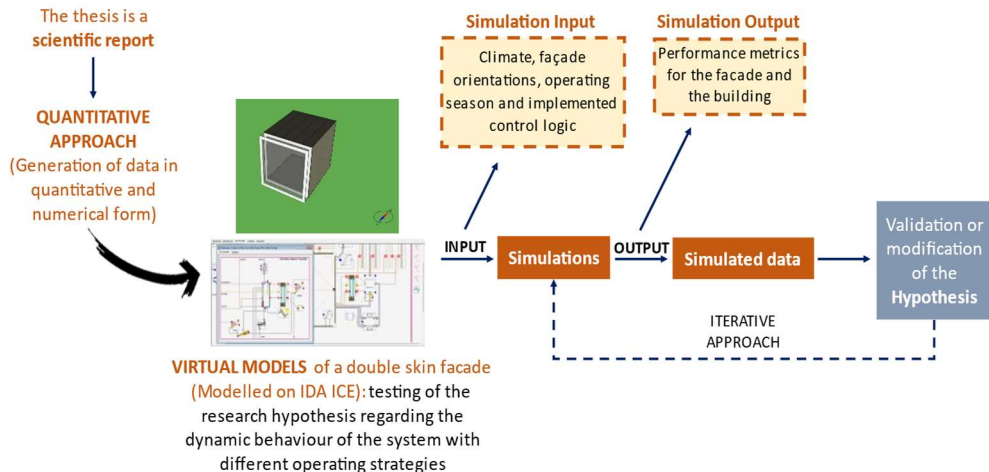 The thesis is a
scientific report
QUANTITATIVE
APPROACH
(Generation of data in
quantitative and
numerical form)
VIRTUAL MODELS of a double skin facade
(Modelled on IDA ICE): testing of the
research hypothesis regarding the
dynamic behaviour of the system with
different operating strategies
Simulation Input
Climate, façade
orientations, operating
season and implemented
control logic
INPUT
Simulations
Simulation Output
Performance metrics
for the facade and
the building
OUTPUT
Simulated data
Validation or
modification
of the
Hypothesis
ITERATIVE
APPROACH